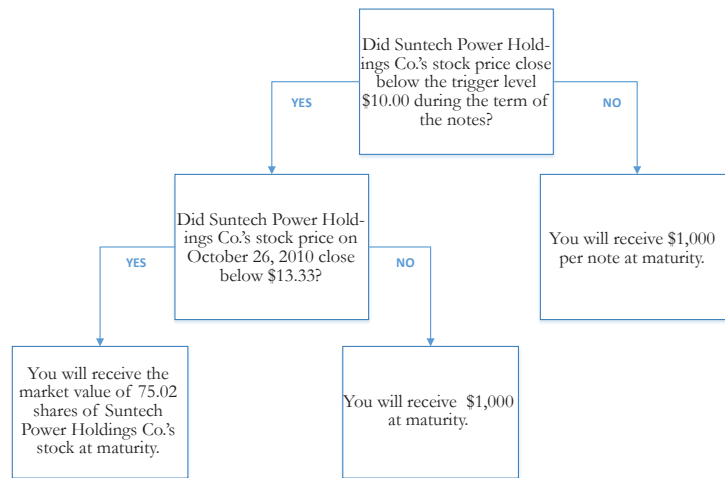 Did Suntech Power Hold-
ings Co.'s stock price close
below the trigger level
$10.00 during the term of
the notes?
YES
NO
Did Suntech Power Hold-
ings Co.'s stock price on
October 26, 2010 close
below $13.33?
You will receive $1,000
per note at maturity.
YES
NO
You will receive the
market value of 75.02
shares of Suntech
Power Holdings Co.'s
stock at maturity.
You will receive $1,000
at maturity.